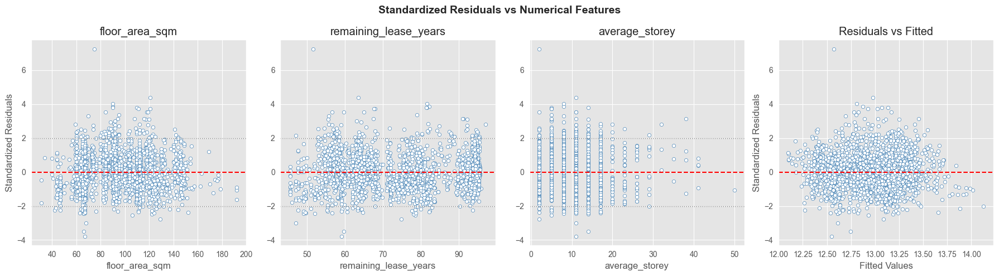 Standardized Residuals vs Numerical Features
floor_area_sqm
remaining_lease_years
average_storey
Residuals vs Fitted
Standardized Residuals
6
4
2
0
−2
−4
40 60 80 100 120 140 160 180 200
floor_area_sqm
6
4
2
0
−2
−4
50 60 70 80 90
remaining_lease_years
6
4
2
0
−2
−4
0 10 20 30 40 50
average_storey
Standardized Residuals
6
4
2
0
−2
−4
12.00 12.25 12.50 12.75 13.00 13.25 13.50 13.75 14.00
Fitted Values